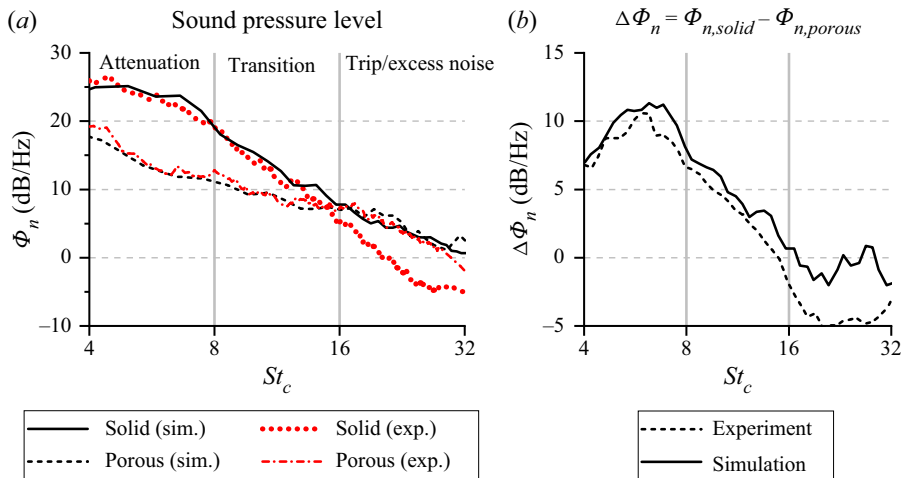 (a) Sound pressure level
30
20
10
0
–10
Φn (dB/Hz)
Attenuation Transition Trip/excess noise
4 8 16 32
Stc
Solid (sim.) Solid (exp.)
Porous (sim.) Porous (exp.)
(b) ΔΦn = Φn,solid – Φn,porous
15
10
5
0
–5
ΔΦn (dB/Hz)
4 8 16 32
Stc
Experiment
Simulation